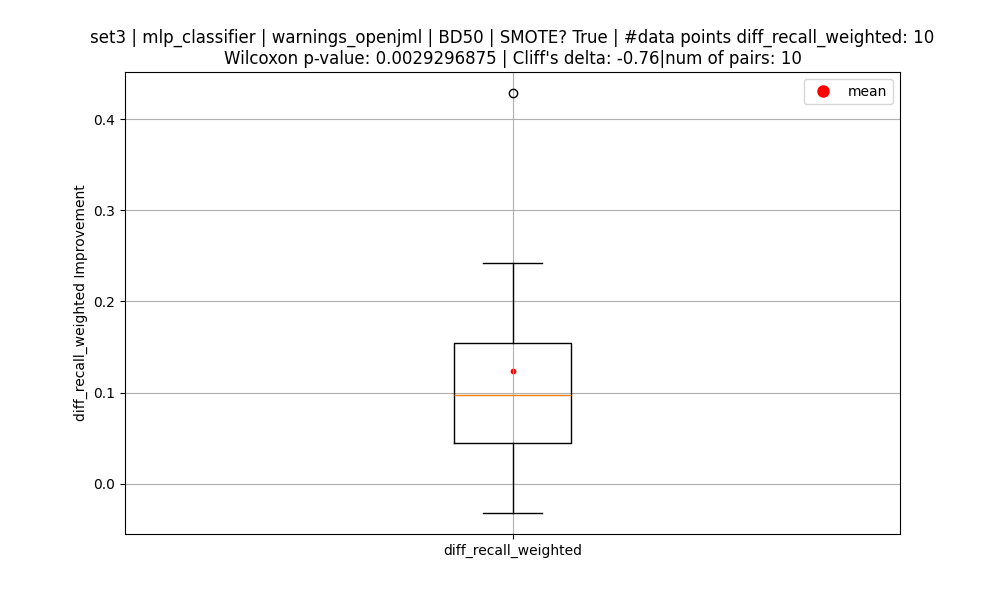 set3 | mlp_classifier | warnings_openjml | BD50 | SMOTE? True | #data points diff_recall_weighted: 10
Wilcoxon p-value: 0.0029296875 | Cliff's delta: -0.76|num of pairs: 10
mean
0.4
0.3
0.2
0.1
0.0
diff_recall_weighted Improvement
diff_recall_weighted